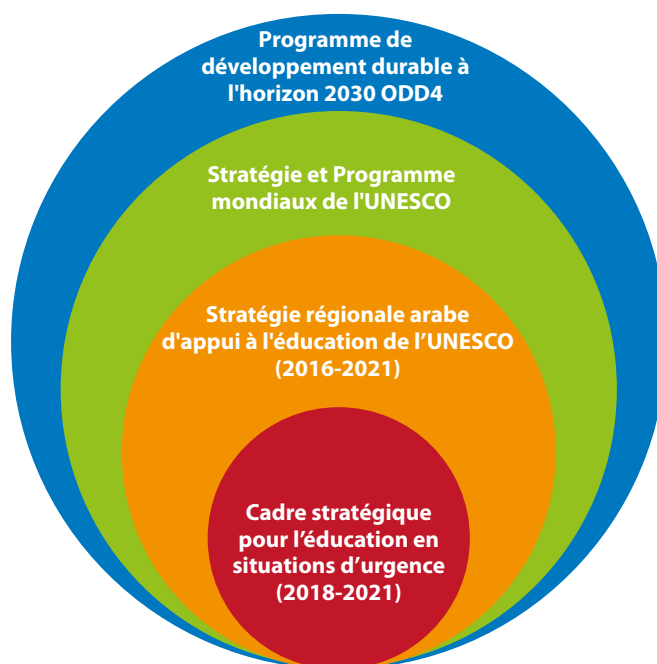 Programme de
développement durable à
l'horizon 2030 ODD4
Stratégie et Programme
mondiaux de l'UNESCO
Stratégie régionale arabe
d'appui à l'éducation de l’UNESCO
(2016-2021)
Cadre stratégique
pour l’éducation en
situations d’urgence
(2018-2021)